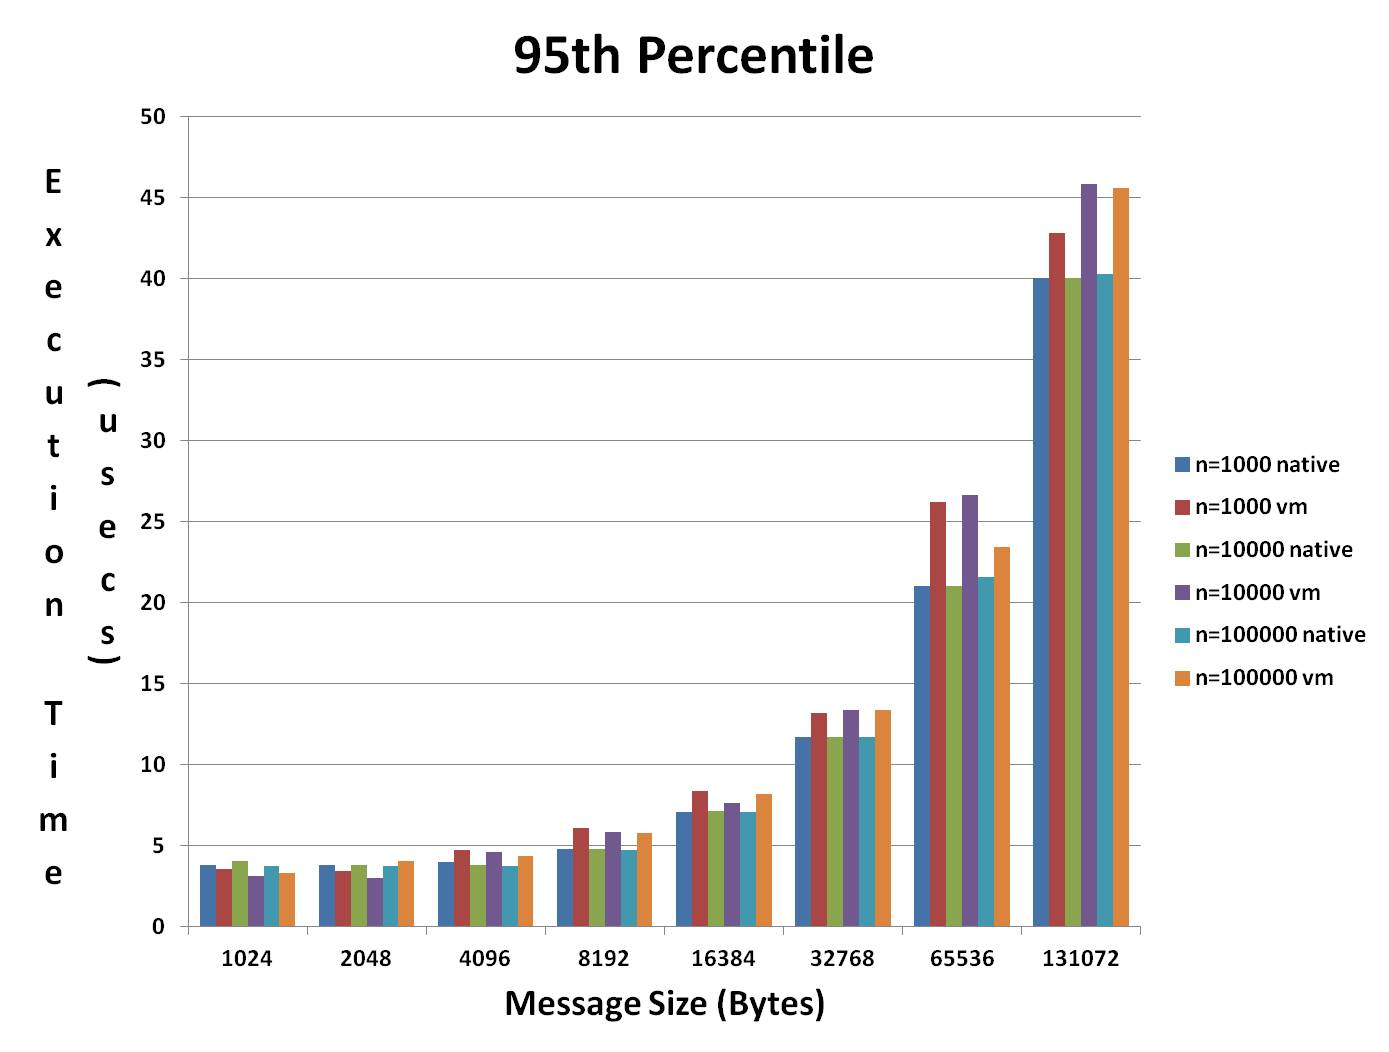 95th Percentile
Execution Time
(usecs)
50
45
40
35
30
25
20
15
10
5
0
1024 2048 4096 8192 16384 32768 65536 131072
Message Size (Bytes)
n=1000 native
n=1000 vm
n=10000 native
n=10000 vm
n=100000 native
n=100000 vm